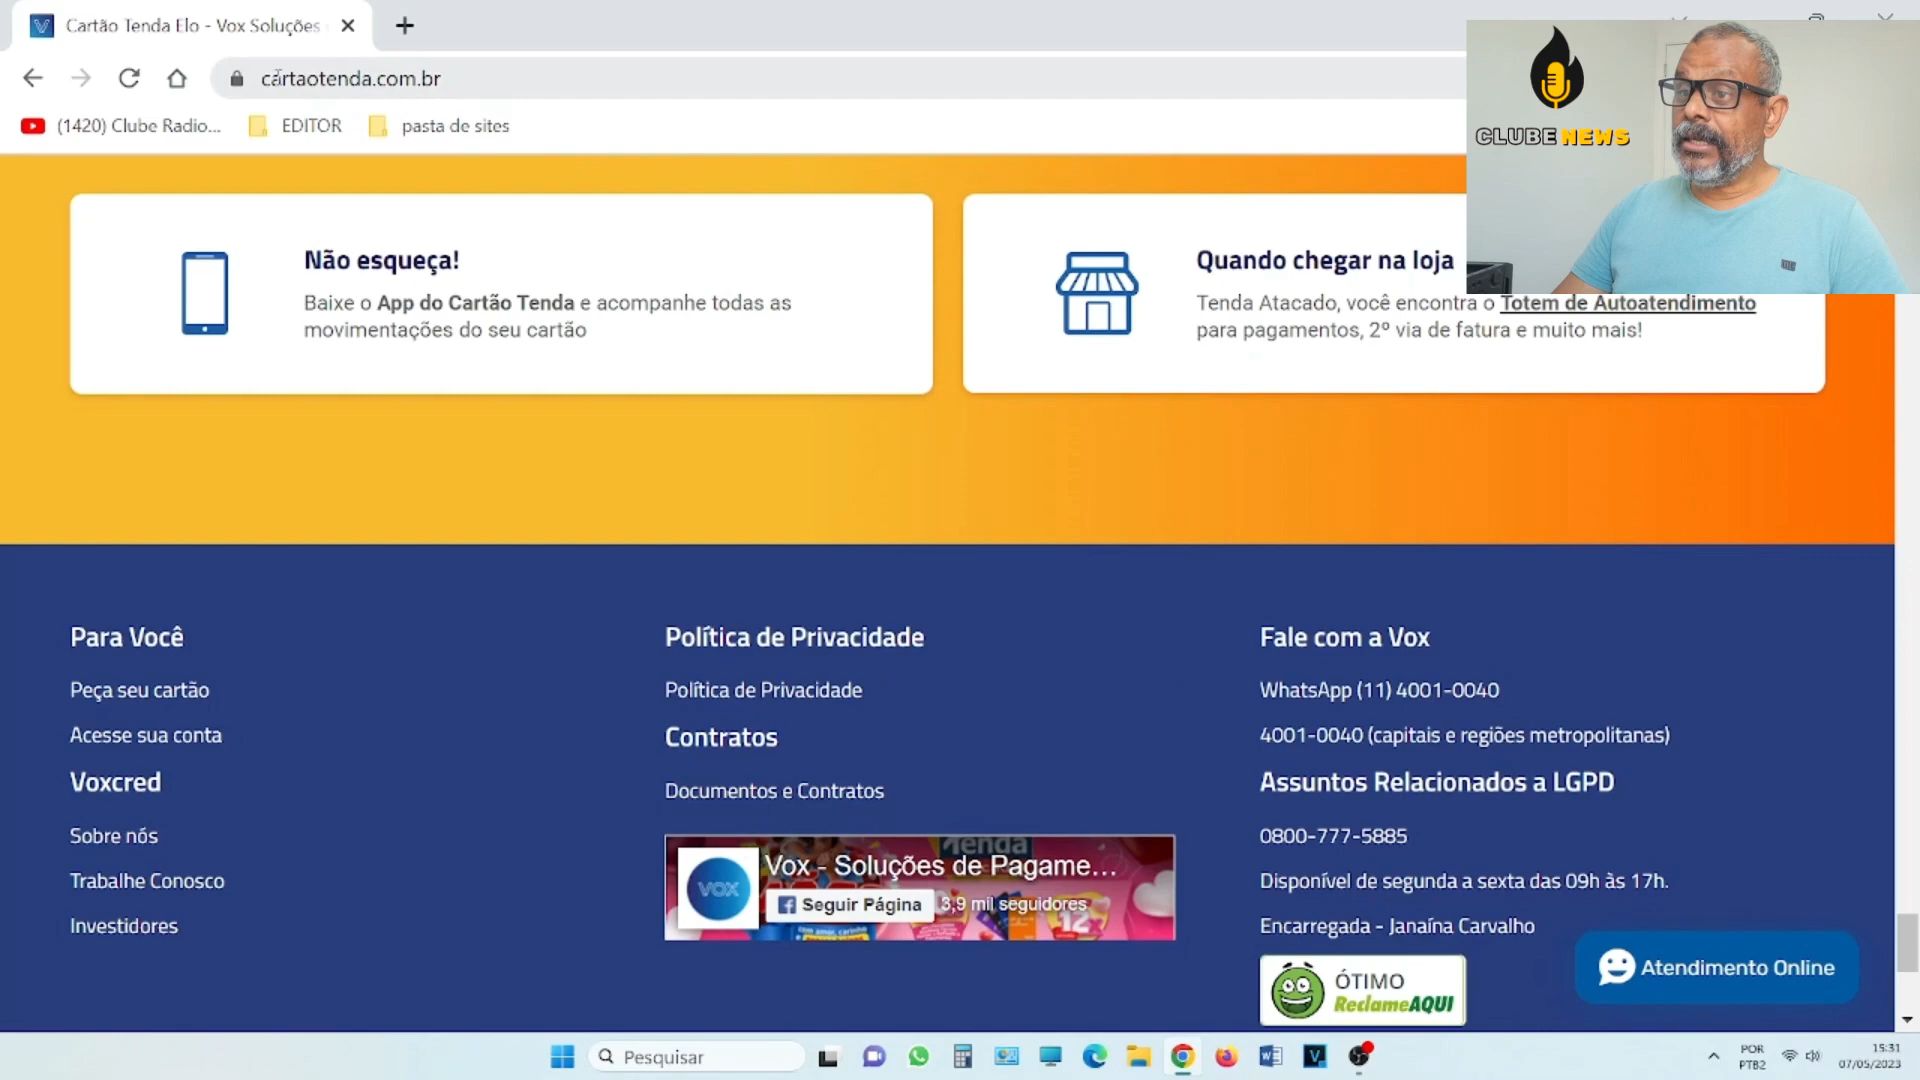 Cartão Tenda Elo - Vox Soluções
cartaotenda.com.br
(1420) Clube Radio...
EDITOR
pasta de sites
CLUBE NEWS
Não esqueça!
Baixe o App do Cartão Tenda e acompanhe todas as
movimentações do seu cartão
Quando chegar na loja
Tenda Atacado, você encontra o Totem de Autoatendimento
para pagamentos, 2º via de fatura e muito mais!
Para Você
Peça seu cartão
Acesse sua conta
Voxcred
Sobre nós
Trabalhe Conosco
Investidores
Política de Privacidade
Política de Privacidade
Contratos
Documentos e Contratos
Tenda
VOX
Vox - Soluções de Pagame...
Seguir Página
3,9 mil seguidores
12x
Fale com a Vox
WhatsApp (11) 4001-0040
4001-0040 (capitais e regiões metropolitanas)
Assuntos Relacionados a LGPD
0800-777-5885
Disponível de segunda a sexta das 09h às 17h.
Encarregada - Janaína Carvalho
ÓTIMO
ReclameAQUI
Atendimento Online
Pesquisar
POR
PTB2
15:31
07/05/2023